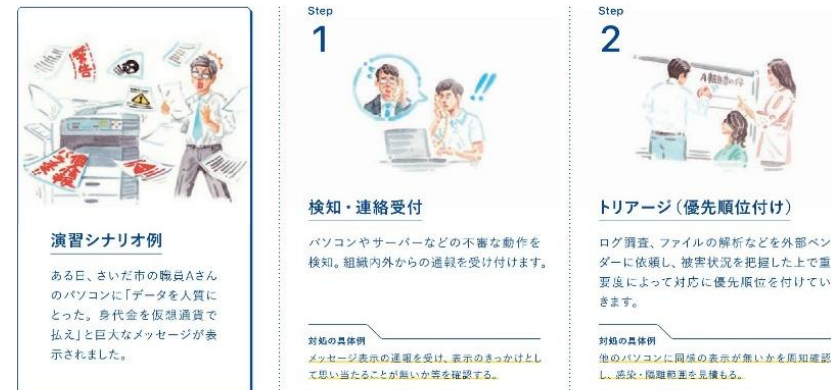 警告
演習シナリオ例
ある日、さいだ市の職員Aさん
のパソコンに「データを人質に
とった。身代金を仮想通貨で
払え」と巨大なメッセージが表
示されました。
Step
1
!!
検知・連絡受付
パソコンやサーバーなどの不審な動作を
検知。組織内外からの通報を受け付けます。
対処の具体例
メッセージ表示の通報を受け、表示のきっかけとし
て思い当たることが無いか等を確認する。
Step
2
トリアージ（優先順位付け）
ログ調査、ファイルの解析などを外部ベン
ダーに依頼し、被害状況を把握した上で重
要度によって対応に優先順位を付けてい
きます。
対処の具体例
他のパソコンに同様の表示が無いかを周知確認
し、感染・隔離範囲を見積もる。